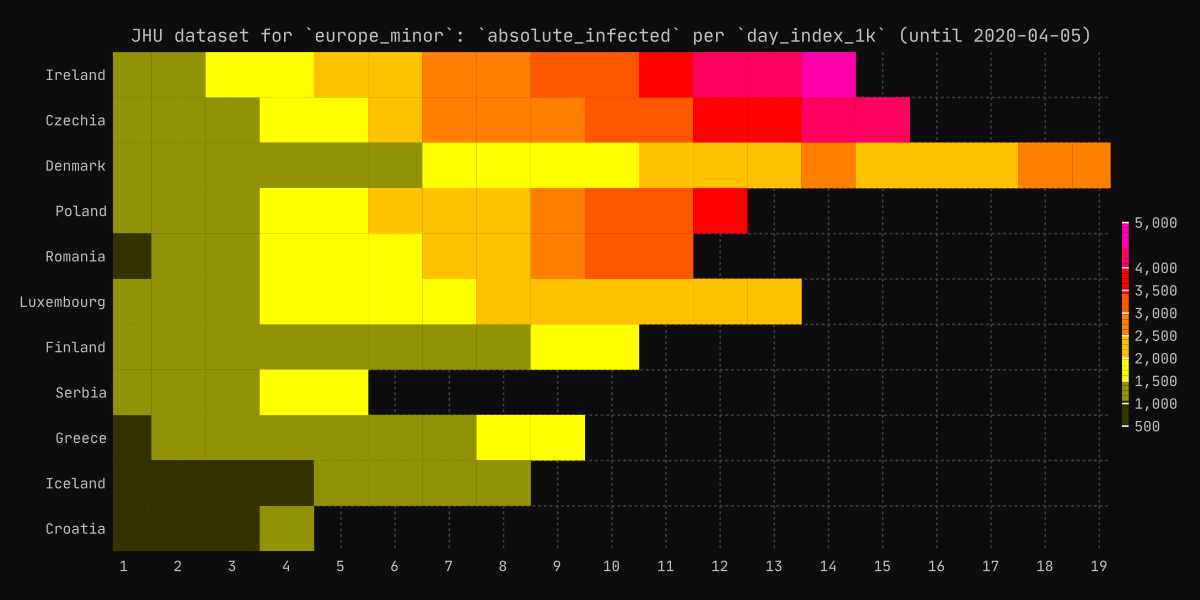 JHU dataset for `europe_minor`: `absolute_infected` per `day_index_1k` (until 2020-04-05)
Ireland
Czechia
Denmark
Poland
Romania
Luxembourg
Finland
Serbia
Greece
Iceland
Croatia
1 2 3 4 5 6 7 8 9 10 11 12 13 14 15 16 17 18 19
5,000
4,000
3,500
3,000
2,500
2,000
1,500
1,000
500